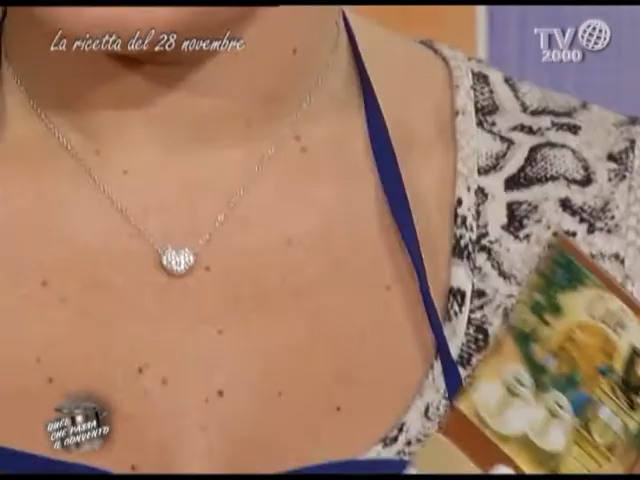 La ricetta del 28 novembre
TV
2000
QUEL
CHE PASSA
IL CONVENTO